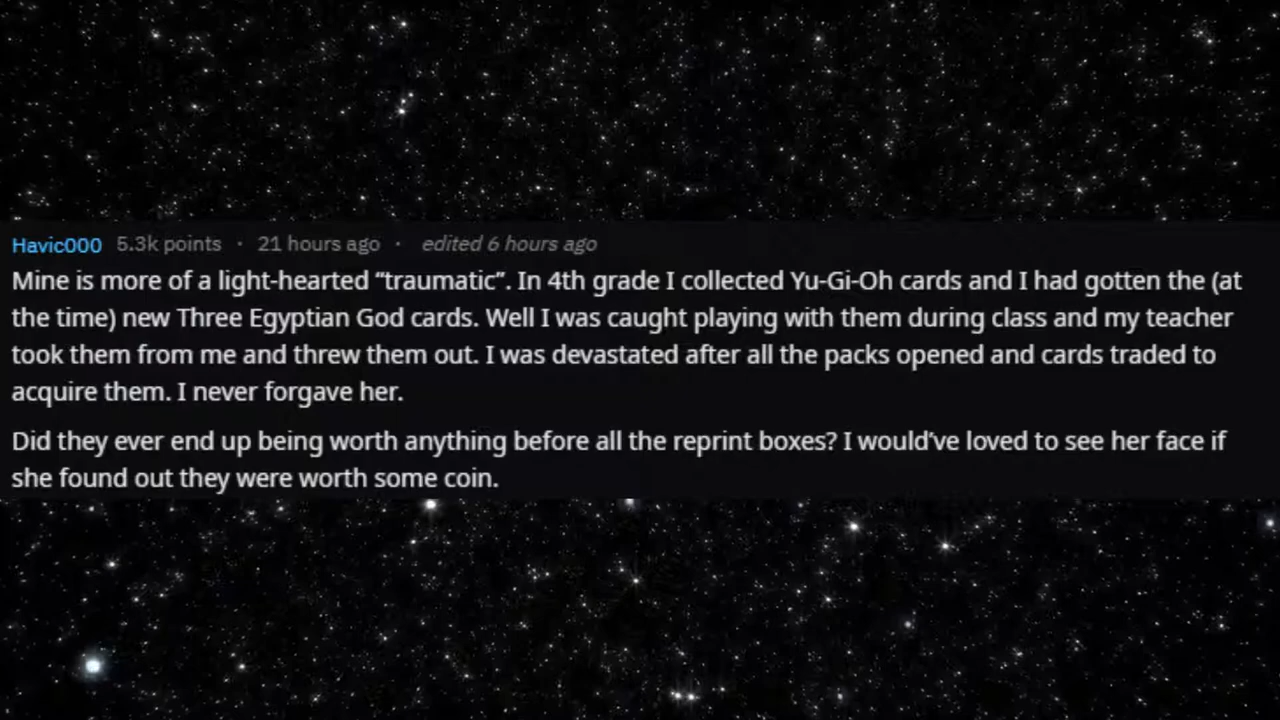 Havic000 5.3k points · 21 hours ago · edited 6 hours ago
Mine is more of a light-hearted “traumatic”. In 4th grade I collected Yu-Gi-Oh cards and I had gotten the (at
the time) new Three Egyptian God cards. Well I was caught playing with them during class and my teacher
took them from me and threw them out. I was devastated after all the packs opened and cards traded to
acquire them. I never forgave her.
Did they ever end up being worth anything before all the reprint boxes? I would’ve loved to see her face if
she found out they were worth some coin.